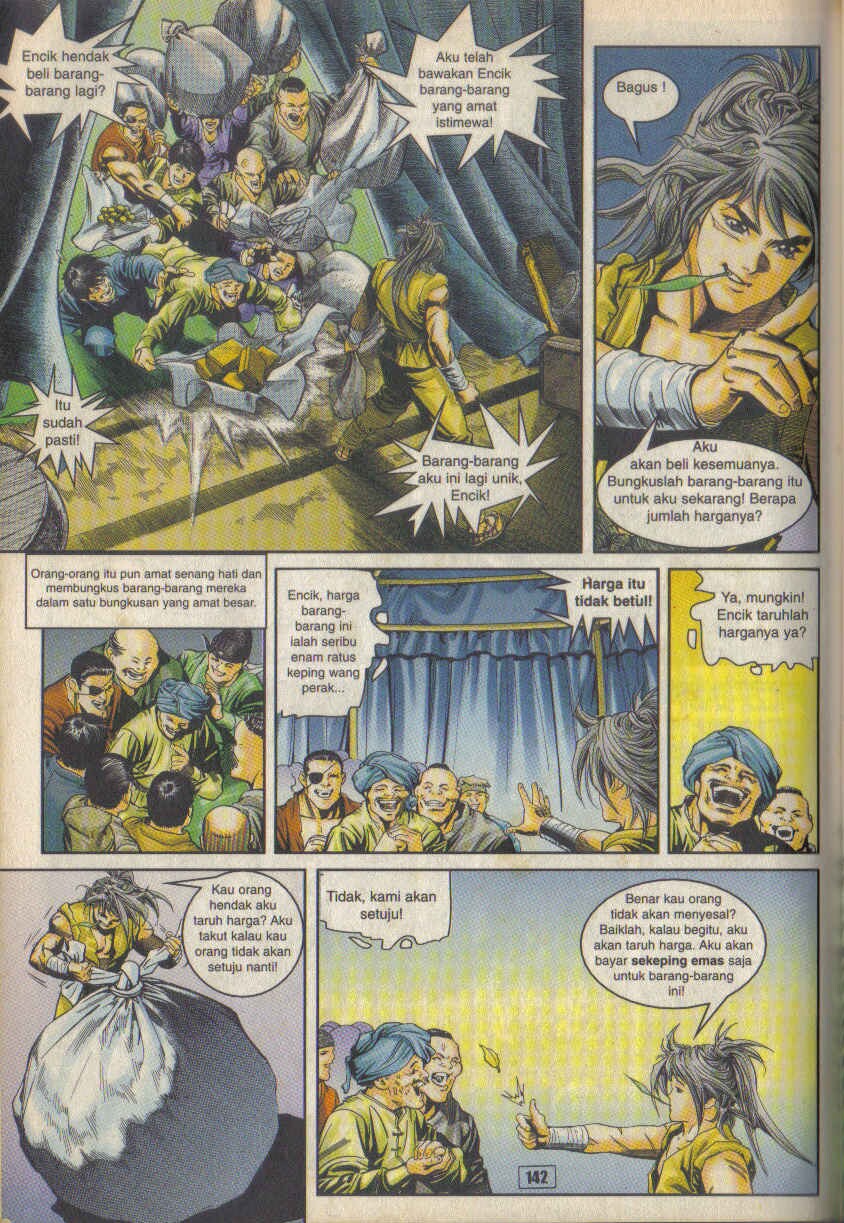 Encik hendak
beli barang-
barang lagi?
Aku telah
bawakan Encik
barang-barang
yang amat
istimewa!
Bagus !
Itu
sudah
pasti!
Barang-barang
aku ini lagi unik,
Encik!
Aku
akan beli kesemuanya.
Bungkuslah barang-barang itu
untuk aku sekarang! Berapa
jumlah harganya?
Orang-orang itu pun amat senang hati dan
membungkus barang-barang mereka
dalam satu bungkusan yang amat besar.
Encik, harga
barang-
barang ini
ialah seribu
enam ratus
keping wang
perak...
Harga itu
tidak betul!
Ya, mungkin!
Encik taruhlah
harganya ya?
Kau orang
hendak aku
taruh harga? Aku
takut kalau kau
orang tidak akan
setuju nanti!
Tidak, kami akan
setuju!
Benar kau orang
tidak akan menyesal?
Baiklah, kalau begitu, aku
akan taruh harga. Aku akan
bayar sekeping emas saja
untuk barang-barang
ini!
142